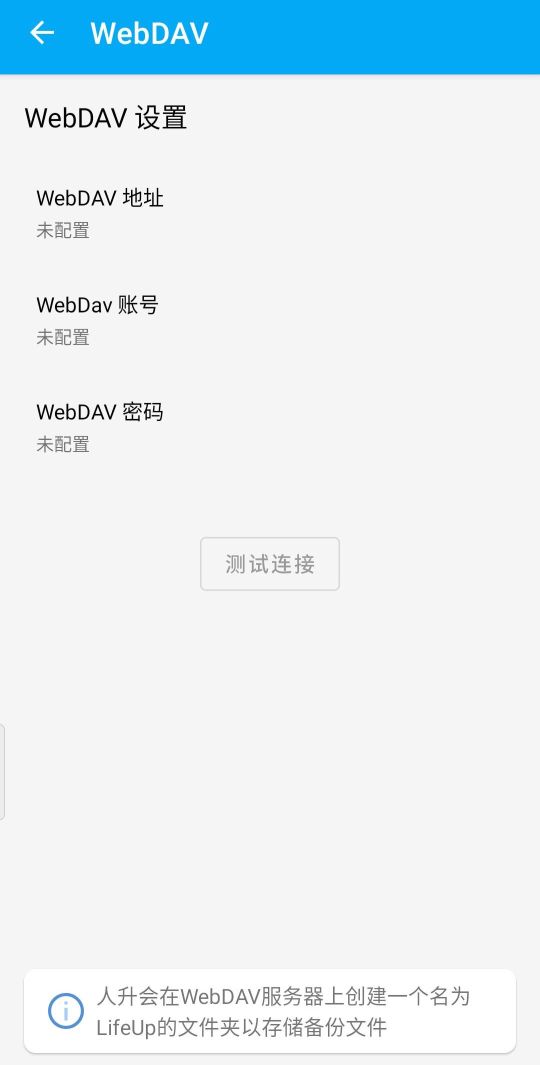 WebDAV
WebDAV 设置
WebDAV 地址
未配置
WebDav 账号
未配置
WebDAV 密码
未配置
测试连接
人升会在WebDAV服务器上创建一个名为
LifeUp的文件夹以存储备份文件